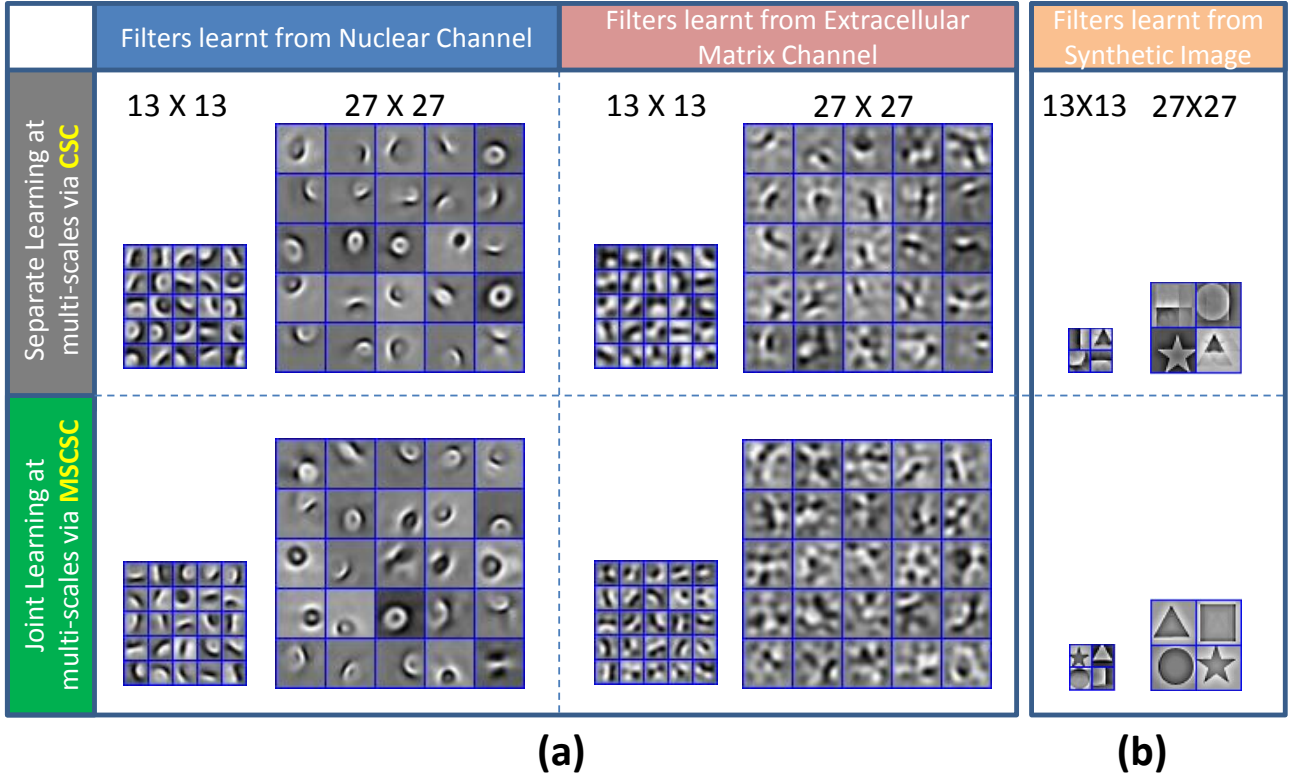 Filters learnt from Nuclear Channel
Filters learnt from Extracellular
Matrix Channel
Filters learnt from
Synthetic Image
Separate Learning at
multi-scales via CSC
13 X 13
27 X 27
13 X 13
27 X 27
13X13
27X27
Joint Learning at
multi-scales via MSCSC
(a)
(b)